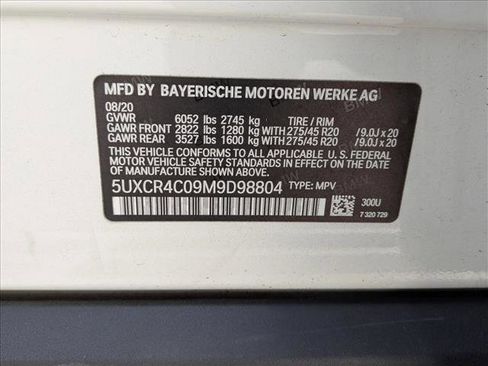 MFD BY BAYERISCHE MOTOREN WERKE AG
08/20
GVWR 6052 lbs 2745 kg TIRE / RIM
GAWR FRONT 2822 lbs 1280 kg WITH 275/45 R20 /9.0J x 20
GAWR REAR 3527 lbs 1600 kg WITH 275/45 R20 /9.0J x 20
THIS VEHICLE CONFORMS TO ALL APPLICABLE U.S. FEDERAL
MOTOR VEHICLE SAFETY STANDARDS IN EFFECT ON THE DATE
OF MANUFACTURE SHOWN ABOVE.
5UXCR4C09M9D98804 TYPE: MPV
300U
7 320 729